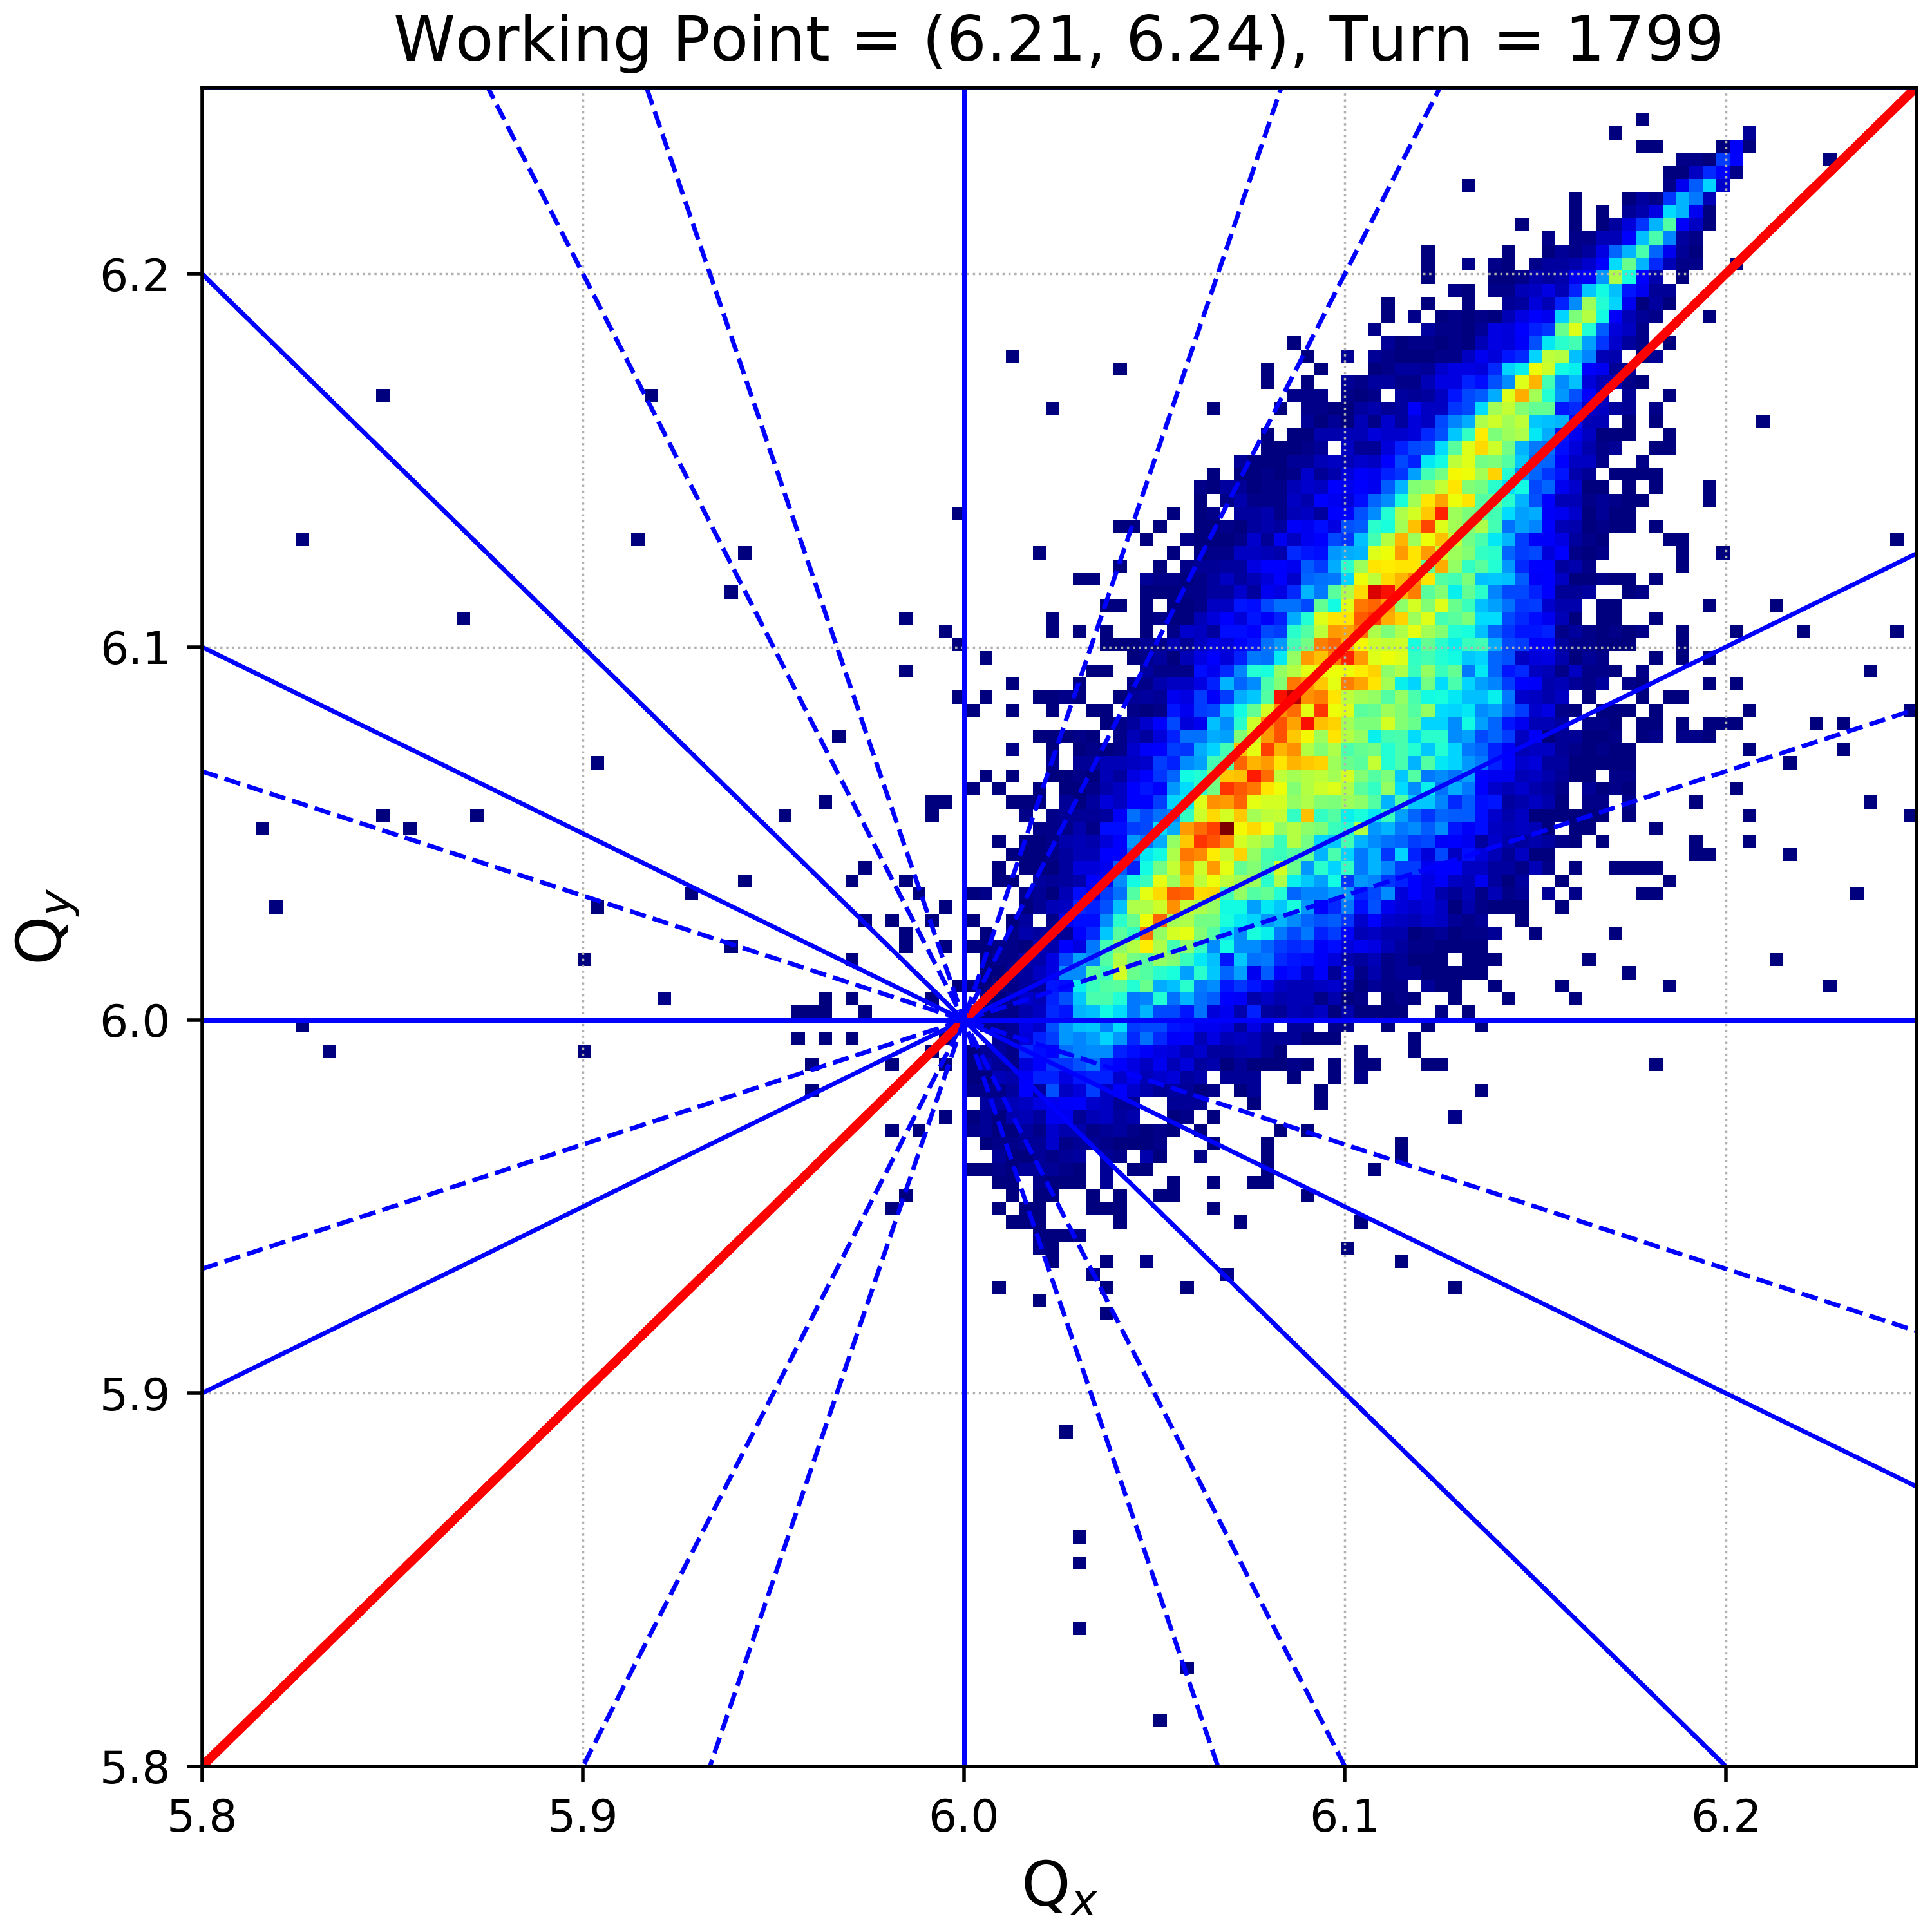 Working Point = (6.21, 6.24), Turn = 1799
6.2
6.1
6.0
5.9
5.8
Qy
5.8 5.9 6.0 6.1 6.2
Qx